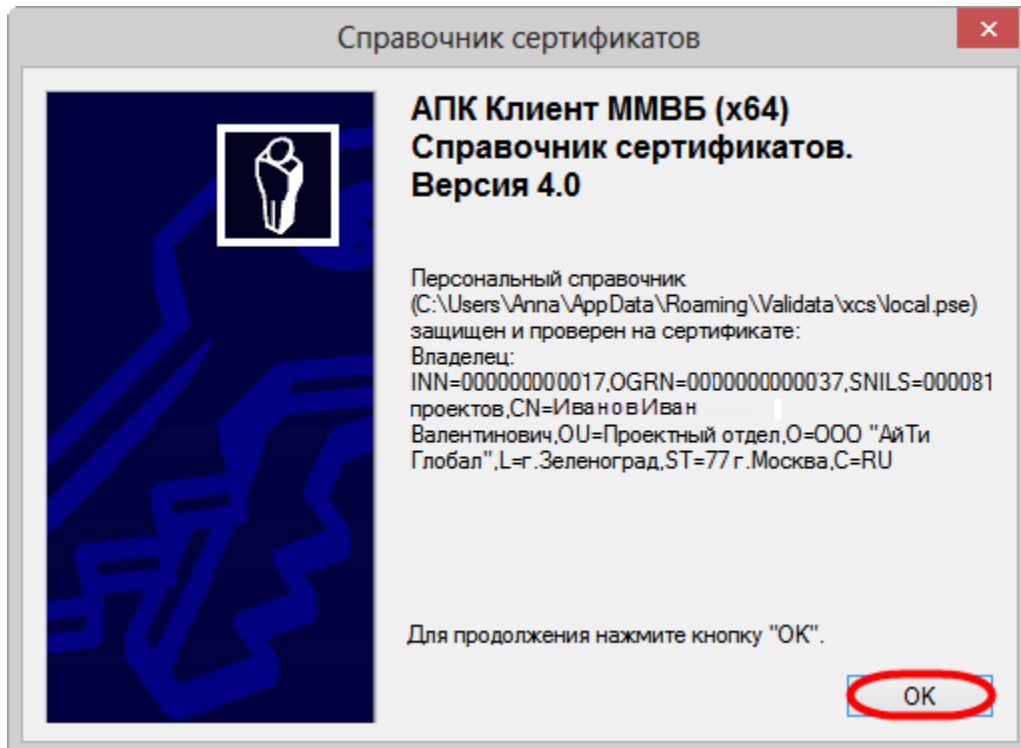 Справочник сертификатов
АПК Клиент ММВБ (x64)
Справочник сертификатов.
Версия 4.0
Персональный справочник
(C:\Users\Anna\AppData\Roaming\Validata\xcs\local.pse)
защищен и проверен на сертификате:
Владелец:
INN=000000000017,OGRN=0000000000037,SNILS=000081
проектов,CN=Иванов Иван
Валентинович,OU=Проектный отдел,O=ООО "АйТи
Глобал",L=г.Зеленоград,ST=77 г.Москва,C=RU
Для продолжения нажмите кнопку "ОК".
OK